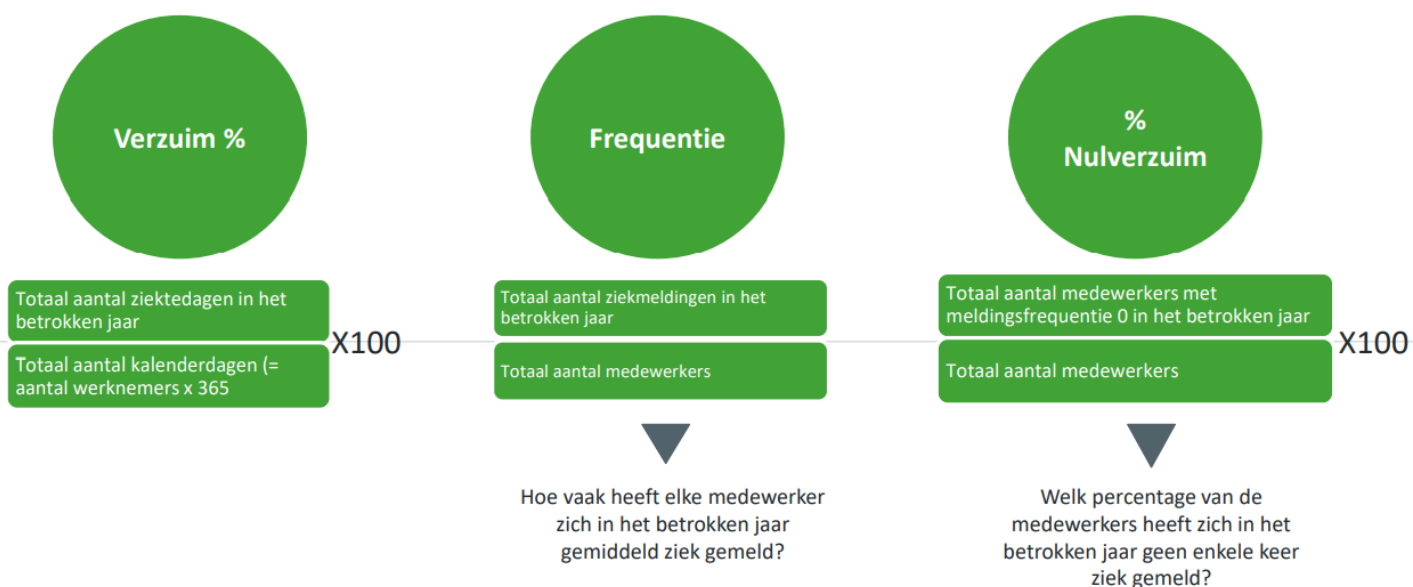 Verzuim %
Totaal aantal ziektedagen in het
betrokken jaar
Totaal aantal kalenderdagen (=
aantal werknemers x 365
X100
Frequentie
Totaal aantal ziekmeldingen in het
betrokken jaar
Totaal aantal medewerkers
Hoe vaak heeft elke medewerker
zich in het betrokken jaar
gemiddeld ziek gemeld?
%
Nulverzuim
Totaal aantal medewerkers met
meldingsfrequentie 0 in het betrokken jaar
Totaal aantal medewerkers
X100
Welk percentage van de
medewerkers heeft zich in het
betrokken jaar geen enkele keer
ziek gemeld?